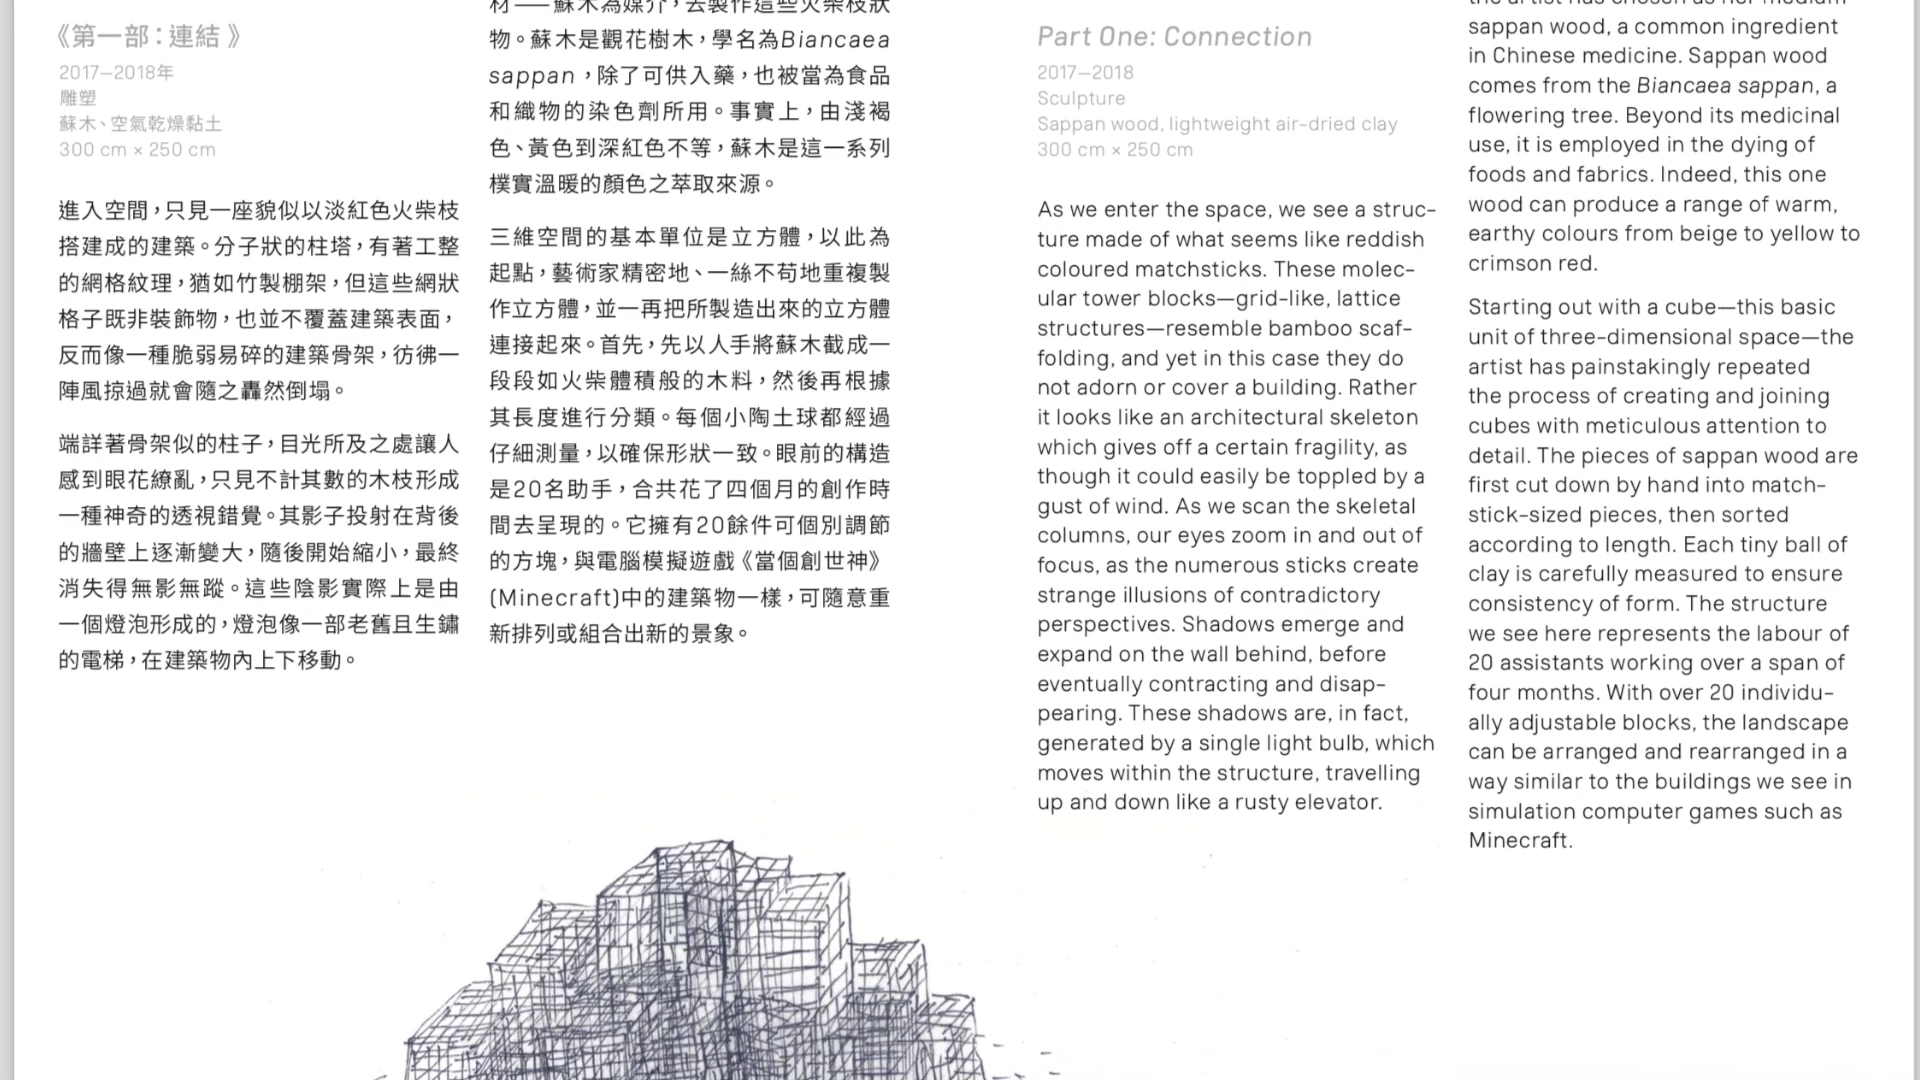 《第一部：連結 》
2017—2018年
雕塑
蘇木、空氣乾燥黏土
300 cm × 250 cm
進入空間，只見一座貌似以淡紅色火柴枝
搭建成的建築。分子狀的柱塔，有著工整
的網格紋理，猶如竹製棚架，但這些網狀
格子既非裝飾物，也並不覆蓋建築表面，
反而像一種脆弱易碎的建築骨架，彷彿一
陣風掠過就會隨之轟然倒塌。
端詳著骨架似的柱子，目光所及之處讓人
感到眼花繚亂，只見不計其數的木枝形成
一種神奇的透視錯覺。其影子投射在背後
的牆壁上逐漸變大，隨後開始縮小，最終
消失得無影無蹤。這些陰影實際上是由
一個燈泡形成的，燈泡像一部老舊且生鏽
的電梯，在建築物內上下移動。
材——蘇木為媒介，去製作這些火柴枝狀
物。蘇木是觀花樹木，學名為Biancaea
sappan，除了可供入藥，也被當為食品
和織物的染色劑所用。事實上，由淺褐
色、黃色到深紅色不等，蘇木是這一系列
樸實溫暖的顏色之萃取來源。
三維空間的基本單位是立方體，以此為
起點，藝術家精密地、一絲不苟地重複製
作立方體，並一再把所製造出來的立方體
連接起來。首先，先以人手將蘇木截成一
段段如火柴體積般的木料，然後再根據
其長度進行分類。每個小陶土球都經過
仔細測量，以確保形狀一致。眼前的構造
是20名助手，合共花了四個月的創作時
間去呈現的。它擁有20餘件可個別調節
的方塊，與電腦模擬遊戲《當個創世神》
(Minecraft)中的建築物一樣，可隨意重
新排列或組合出新的景象。
Part One: Connection
2017—2018
Sculpture
Sappan wood, lightweight air-dried clay
300 cm × 250 cm
As we enter the space, we see a struc-
ture made of what seems like reddish
coloured matchsticks. These molec-
ular tower blocks—grid-like, lattice
structures—resemble bamboo scaf-
folding, and yet in this case they do
not adorn or cover a building. Rather
it looks like an architectural skeleton
which gives off a certain fragility, as
though it could easily be toppled by a
gust of wind. As we scan the skeletal
columns, our eyes zoom in and out of
focus, as the numerous sticks create
strange illusions of contradictory
perspectives. Shadows emerge and
expand on the wall behind, before
eventually contracting and disap-
pearing. These shadows are, in fact,
generated by a single light bulb, which
moves within the structure, travelling
up and down like a rusty elevator.
the artist has chosen as her medium
sappan wood, a common ingredient
in Chinese medicine. Sappan wood
comes from the Biancaea sappan, a
flowering tree. Beyond its medicinal
use, it is employed in the dying of
foods and fabrics. Indeed, this one
wood can produce a range of warm,
earthy colours from beige to yellow to
crimson red.
Starting out with a cube—this basic
unit of three-dimensional space—the
artist has painstakingly repeated
the process of creating and joining
cubes with meticulous attention to
detail. The pieces of sappan wood are
first cut down by hand into match-
stick-sized pieces, then sorted
according to length. Each tiny ball of
clay is carefully measured to ensure
consistency of form. The structure
we see here represents the labour of
20 assistants working over a span of
four months. With over 20 individu-
ally adjustable blocks, the landscape
can be arranged and rearranged in a
way similar to the buildings we see in
simulation computer games such as
Minecraft.